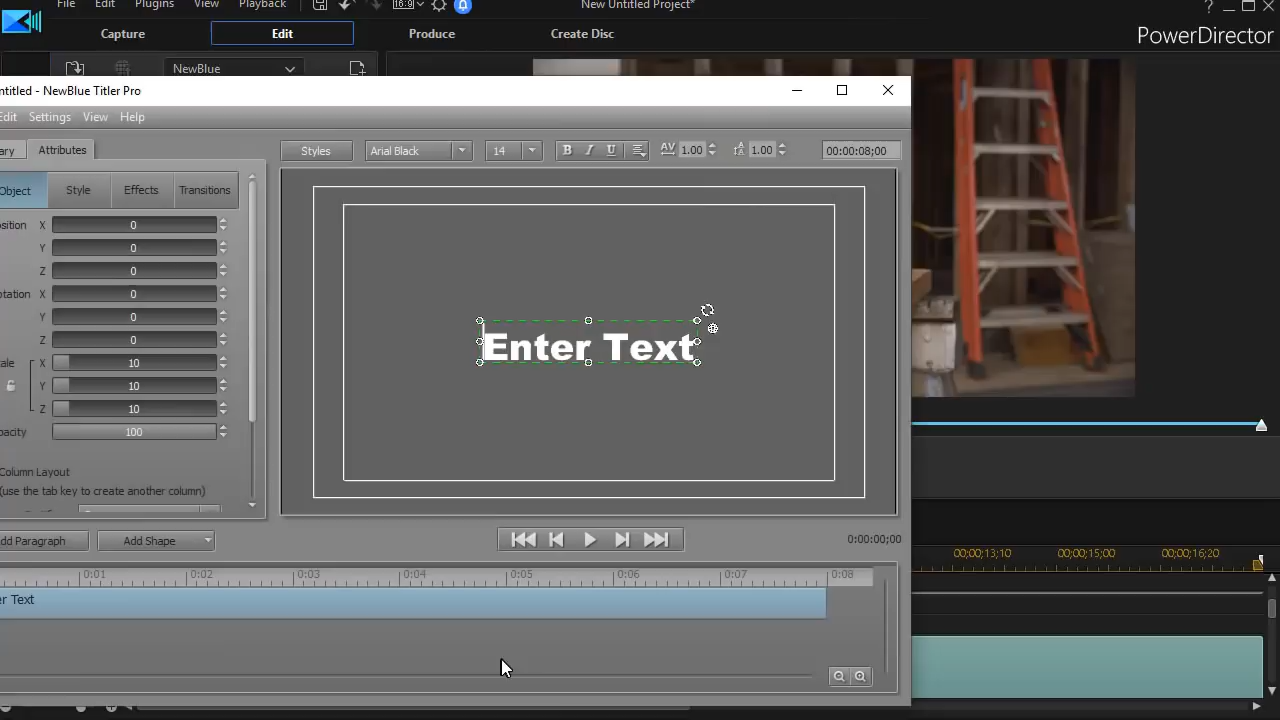 File Edit Plugins View Playback 16:9 New Untitled Project*
Capture Edit Produce Create Disc PowerDirector
NewBlue
ntitled - NewBlue Titler Pro
Edit Settings View Help
ary Attributes Styles Arial Black 14 B I U AV 1.00 1.00 00:00:08;00
Object Style Effects Transitions
osition X 0
Y 0
Z 0
otation X 0
Y 0
Z 0
cale X 10
Y 10
Z 10
pacity 100
Enter Text
Column Layout
(use the tab key to create another column)
dd Paragraph Add Shape 0:00:00;00
0:01 0:02 0:03 0:04 0:05 0:06 0:07 0:08
er Text
00;00;13;10 00;00;15;00 00;00;16;20